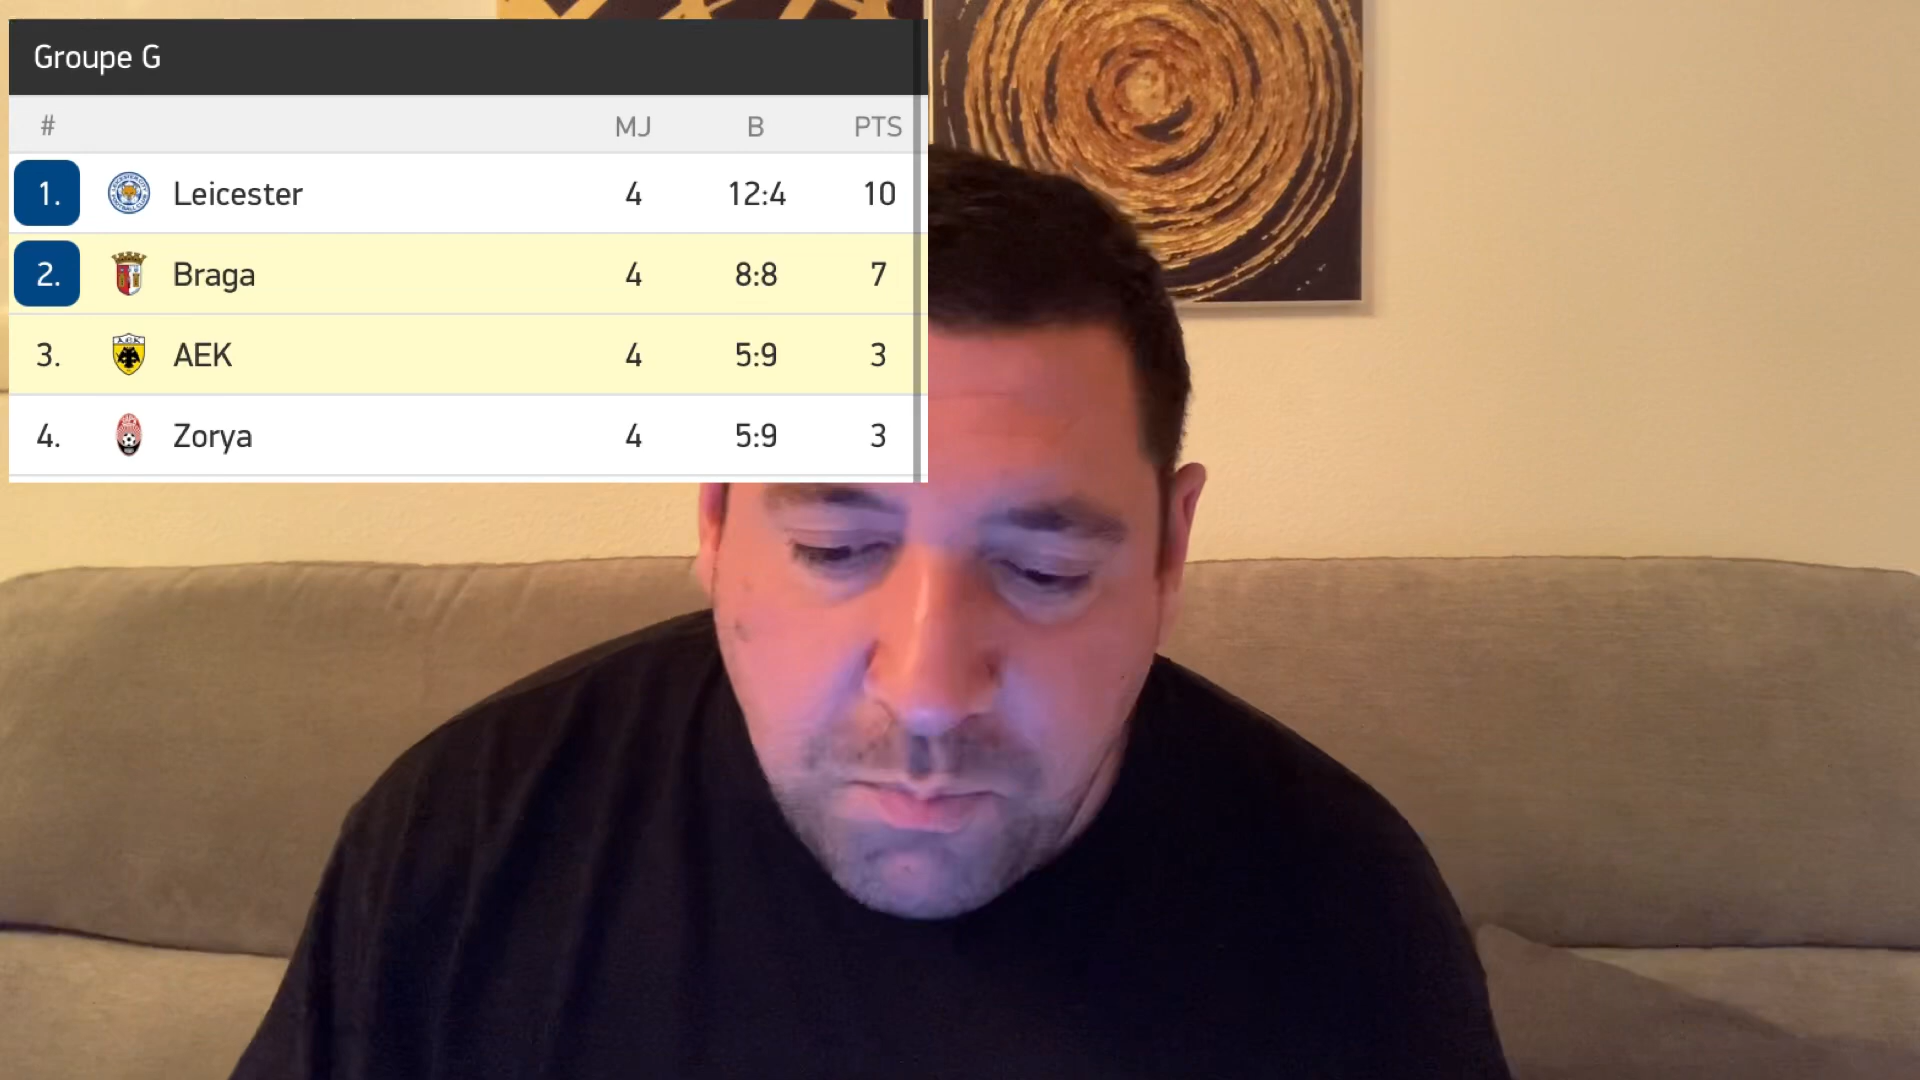 Groupe G
# MJ B PTS
1. Leicester 4 12:4 10
2. Braga 4 8:8 7
3. AEK 4 5:9 3
4. Zorya 4 5:9 3